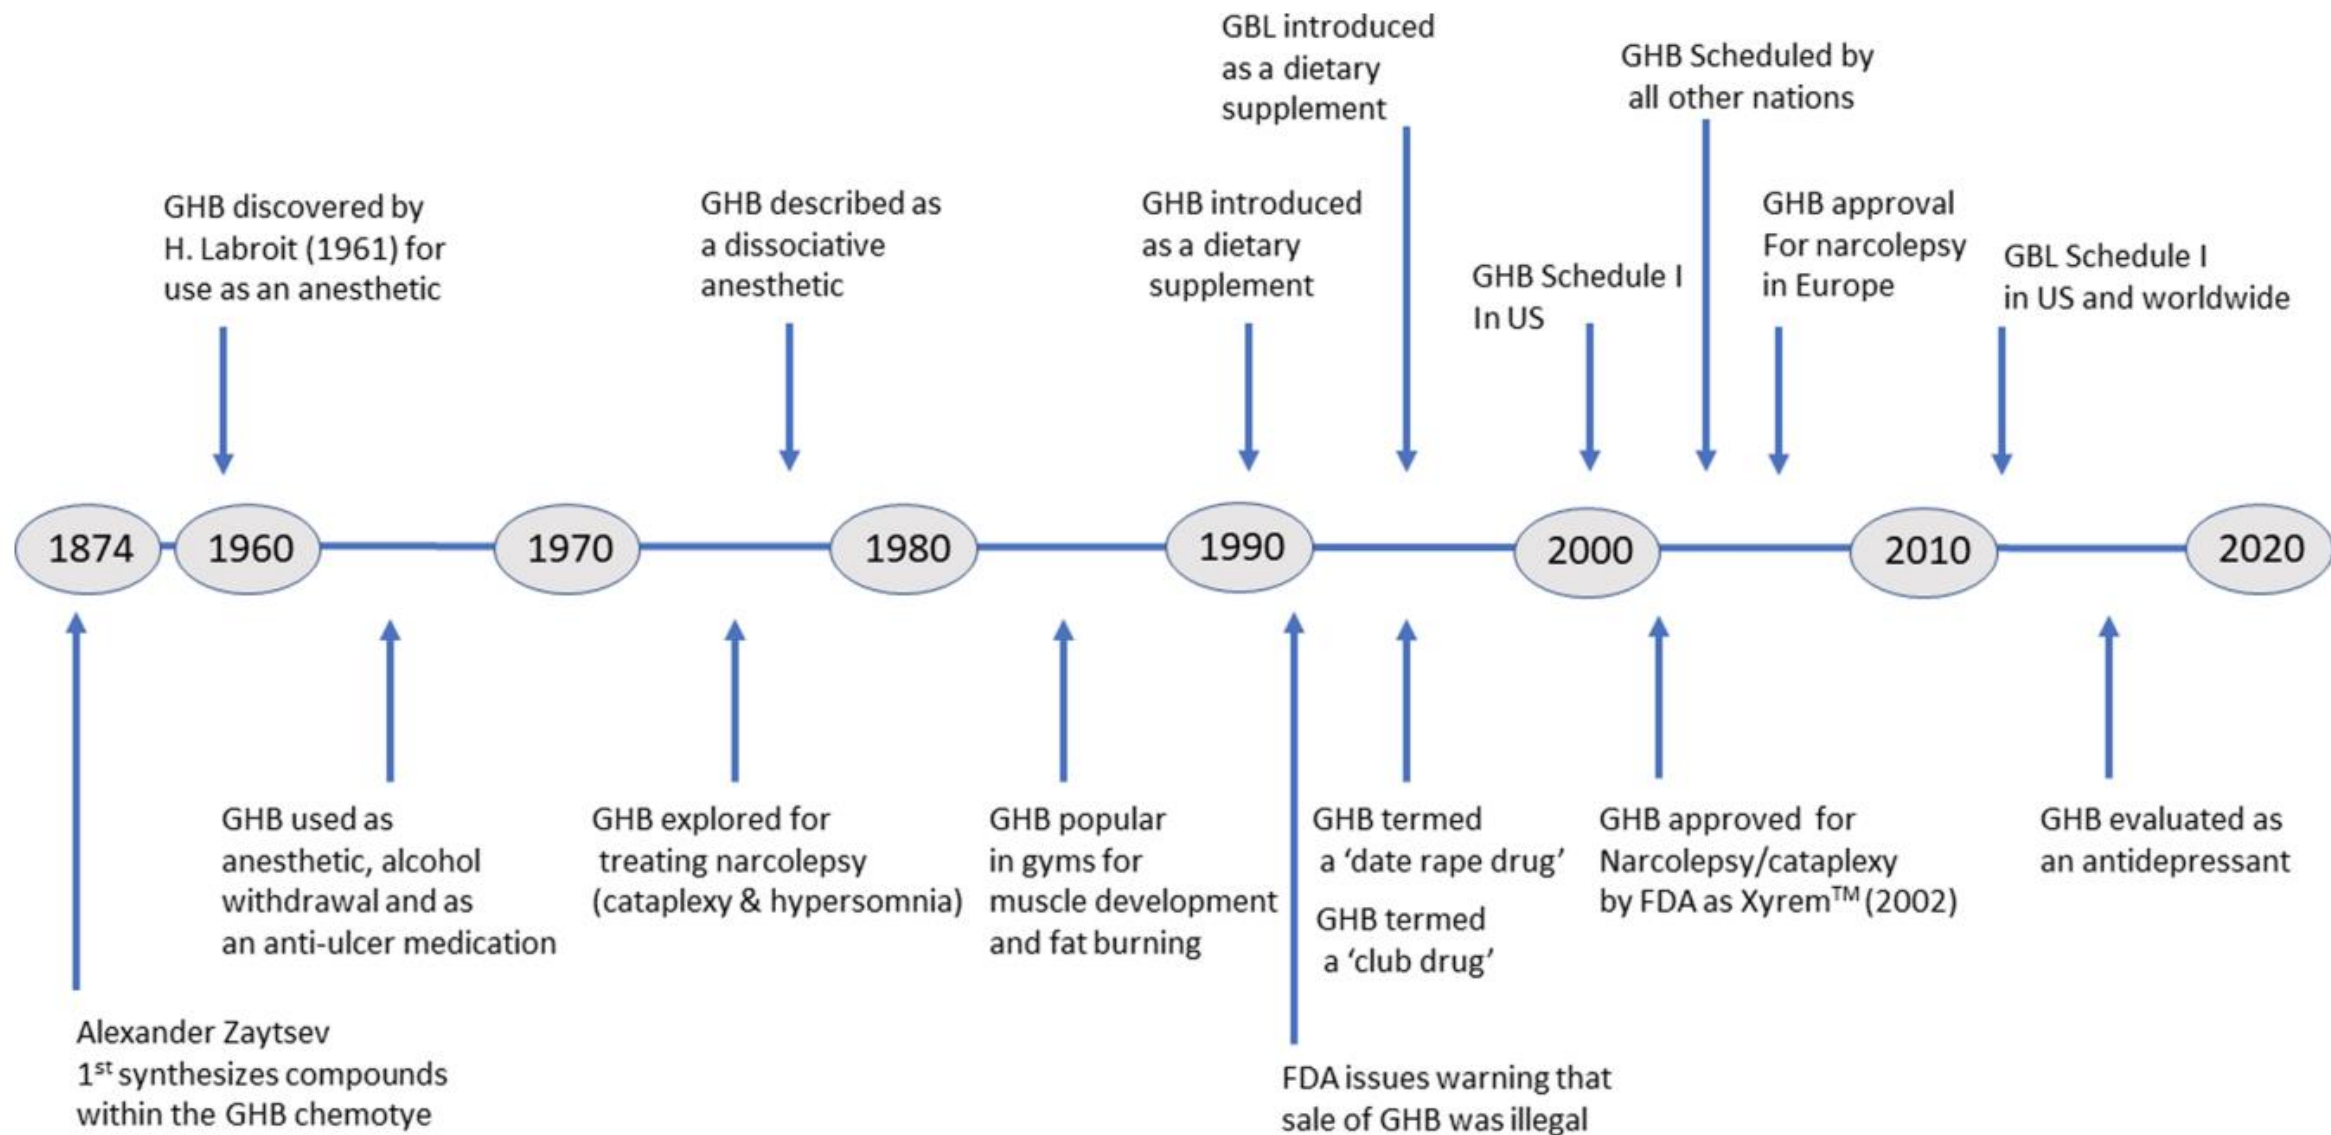 GBL introduced
as a dietary
supplement
GHB Scheduled by
all other nations
GHB discovered by
H. Labroit (1961) for
use as an anesthetic
GHB described as
a dissociative
anesthetic
GHB introduced
as a dietary
supplement
GHB Schedule I
In US
GHB approval
For narcolepsy
in Europe
GBL Schedule I
in US and worldwide
1874
1960
1970
1980
1990
2000
2010
2020
GHB used as
anesthetic, alcohol
withdrawal and as
an anti-ulcer medication
GHB explored for
treating narcolepsy
(cataplexy & hypersomnia)
GHB popular
in gyms for
muscle development
and fat burning
GHB termed
a ‘date rape drug’
GHB termed
a ‘club drug’
GHB approved for
Narcolepsy/cataplexy
by FDA as Xyrem™ (2002)
GHB evaluated as
an antidepressant
Alexander Zaytsev
1st synthesizes compounds
within the GHB chemotye
FDA issues warning that
sale of GHB was illegal